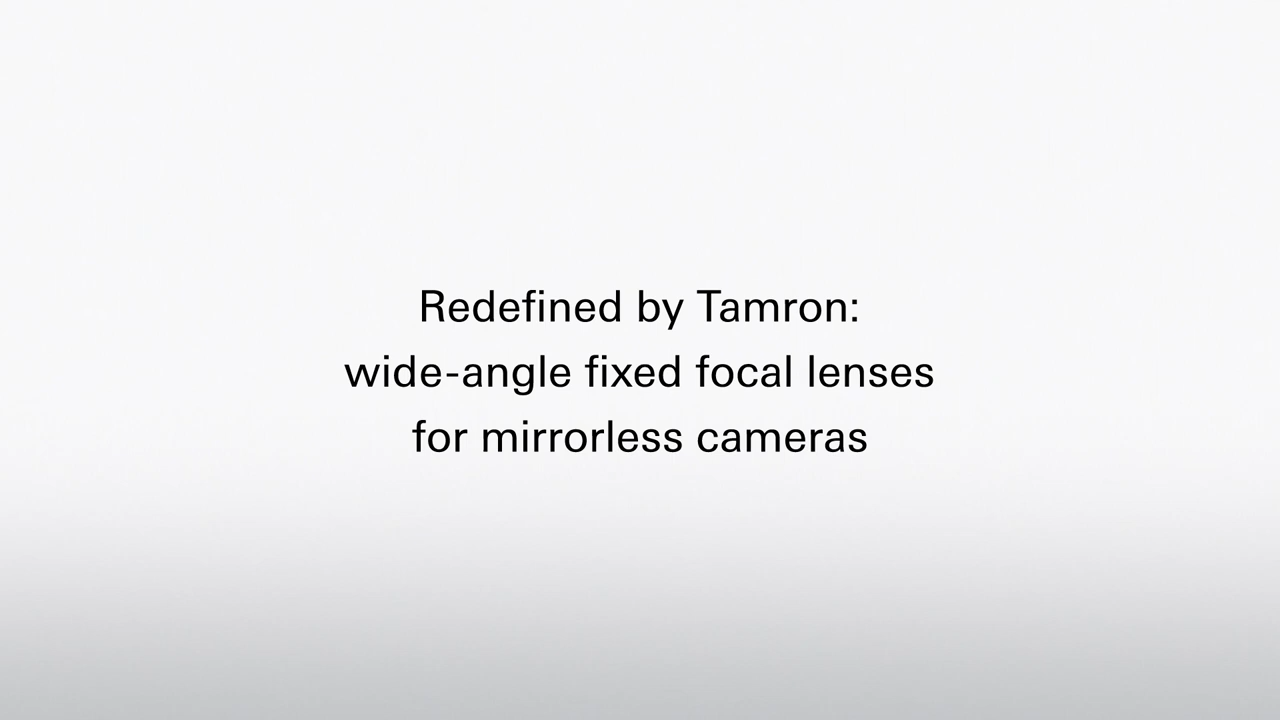 Redefined by Tamron:
wide-angle fixed focal lenses
for mirrorless cameras